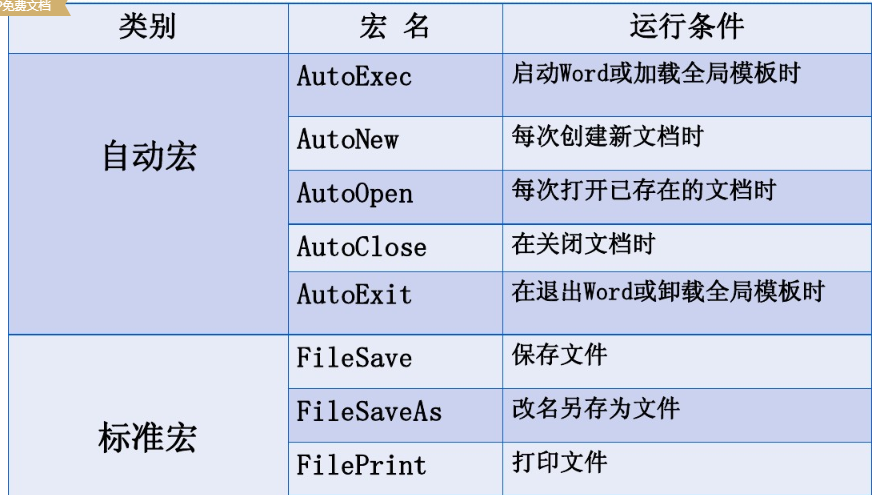 免费文档
类别 宏 名 运行条件
自动宏
AutoExec 启动Word或加载全局模板时
AutoNew 每次创建新文档时
AutoOpen 每次打开已存在的文档时
AutoClose 在关闭文档时
AutoExit 在退出Word或卸载全局模板时
标准宏
FileSave 保存文件
FileSaveAs 改名另存为文件
FilePrint 打印文件